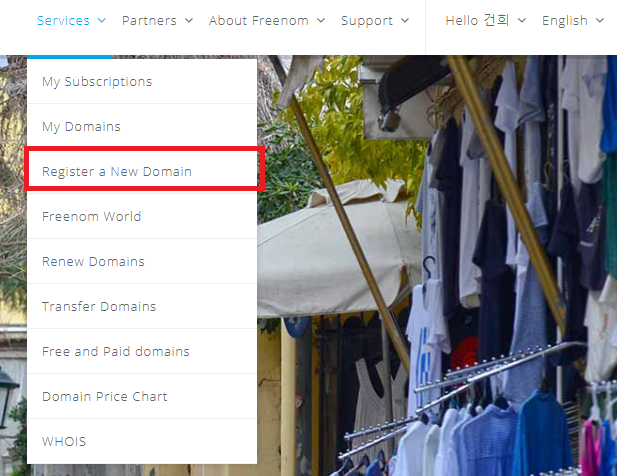 Services Partners About Freenom Support Hello 건희 English
My Subscriptions
My Domains
Register a New Domain
Freenom World
Renew Domains
Transfer Domains
Free and Paid domains
Domain Price Chart
WHOIS